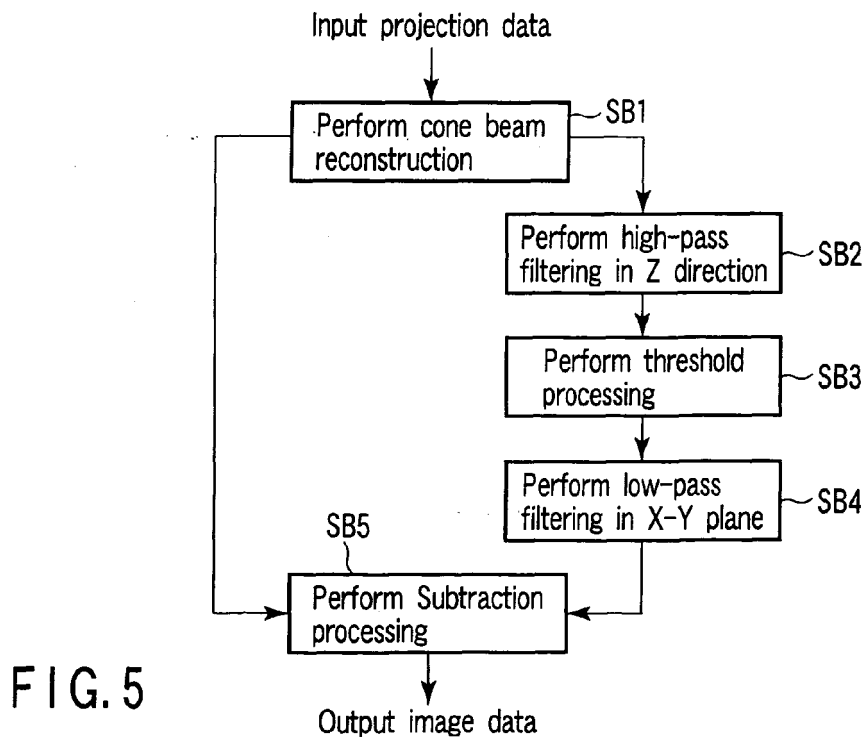 Input projection data
SB1
Perform cone beam
reconstruction
Perform high-pass
filtering in Z direction
SB2
Perform threshold
processing
SB3
Perform low-pass
filtering in X-Y plane
SB4
SB5
Perform Subtraction
processing
FIG. 5
Output image data